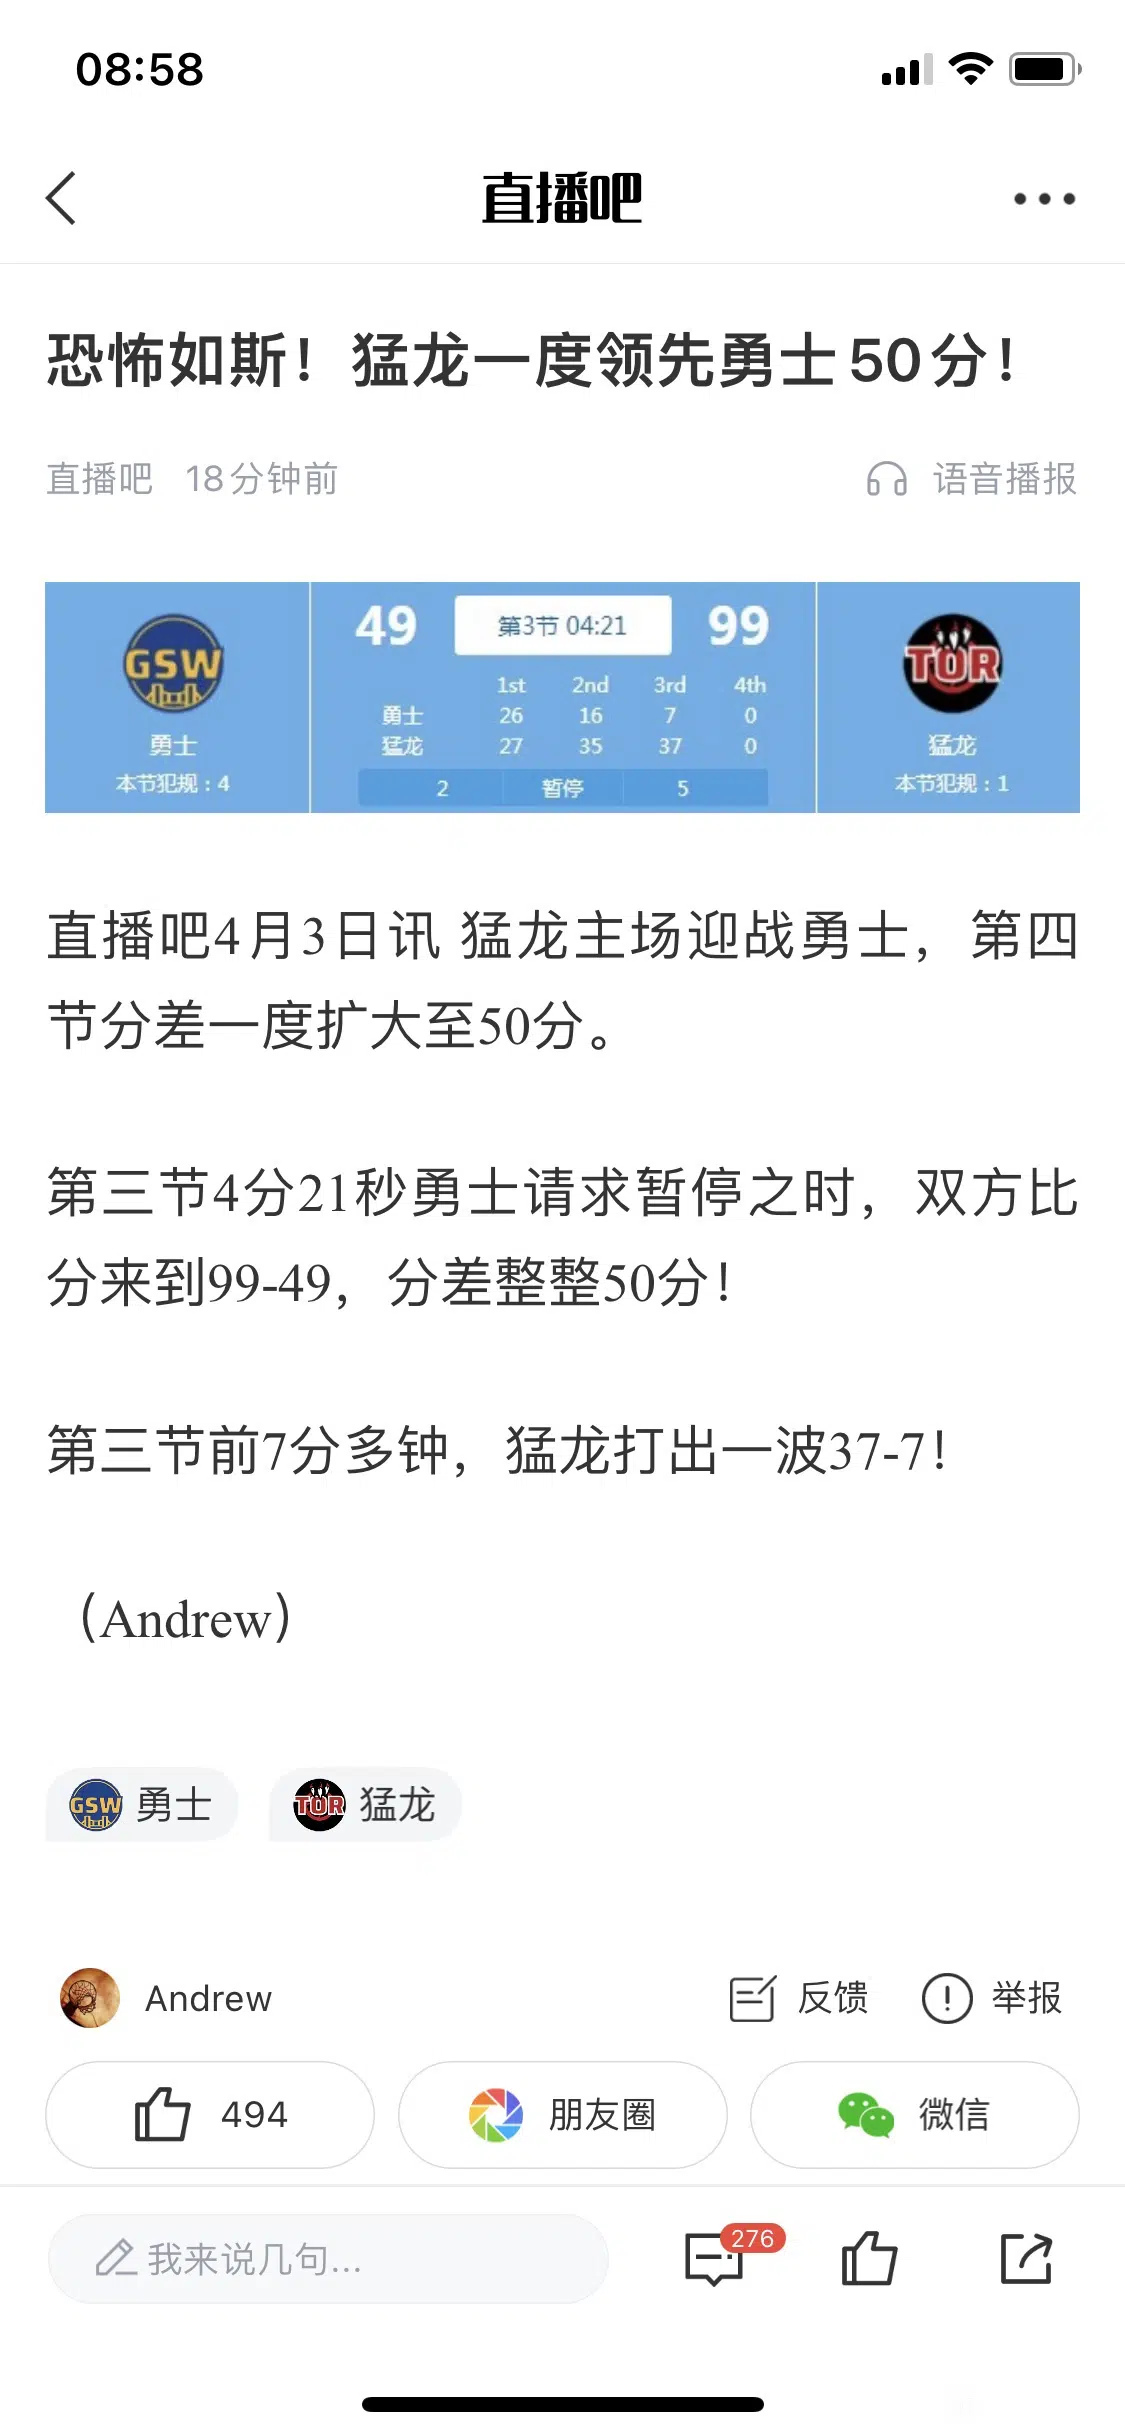 08:58
直播吧
恐怖如斯！猛龙一度领先勇士50分！
直播吧 18分钟前 语音播报
49 第3节 04:21 99
GSW TOR
1st 2nd 3rd 4th
勇士 26 16 7 0
猛龙 27 35 37 0
勇士 猛龙
本节犯规：4 2 暂停 5 本节犯规：1
直播吧4月3日讯 猛龙主场迎战勇士，第四
节分差一度扩大至50分。
第三节4分21秒勇士请求暂停之时，双方比
分来到99-49，分差整整50分！
第三节前7分多钟，猛龙打出一波37-7！
（Andrew）
GSW 勇士 TOR 猛龙
Andrew 反馈 举报
494 朋友圈 微信
我来说几句... 276